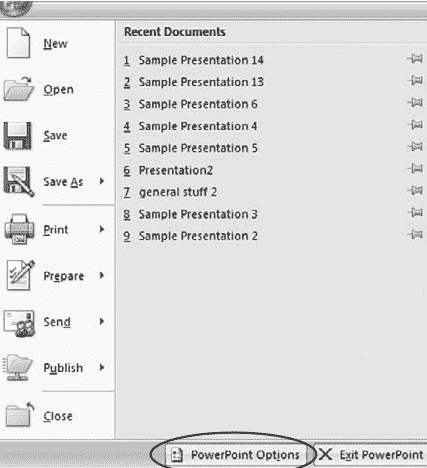 New
Open
Save
Save As
Print
Prepare
Send
Publish
Close
Recent Documents
1 Sample Presentation 14
2 Sample Presentation 13
3 Sample Presentation 6
4 Sample Presentation 4
5 Sample Presentation 5
6 Presentation2
7 general stuff 2
8 Sample Presentation 3
9 Sample Presentation 2
PowerPoint Options
Exit PowerPoint